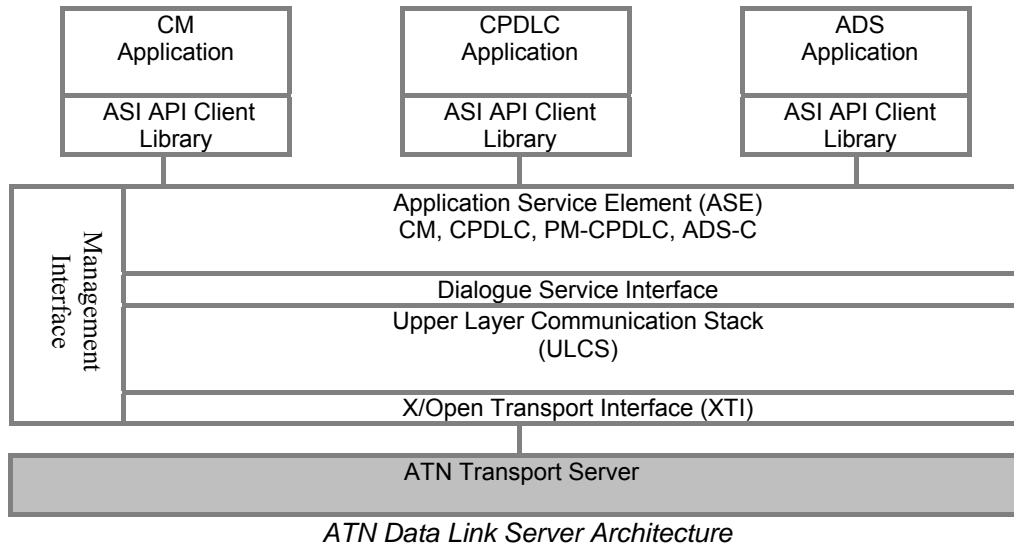 CM
Application
CPDLC
Application
ADS
Application
ASI API Client
Library
ASI API Client
Library
ASI API Client
Library
Management
Interface
Application Service Element (ASE)
CM, CPDLC, PM-CPDLC, ADS-C
Dialogue Service Interface
Upper Layer Communication Stack
(ULCS)
X/Open Transport Interface (XTI)
ATN Transport Server
ATN Data Link Server Architecture